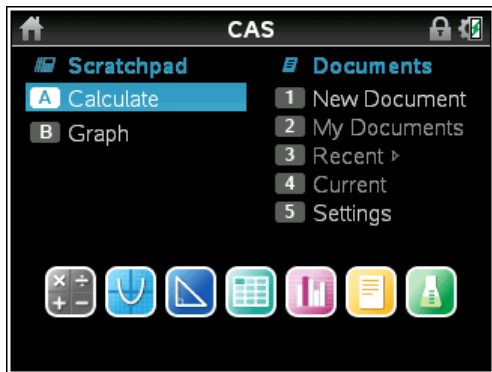 CAS
Scratchpad
A Calculate
B Graph
Documents
1 New Document
2 My Documents
3 Recent ▹
4 Current
5 Settings